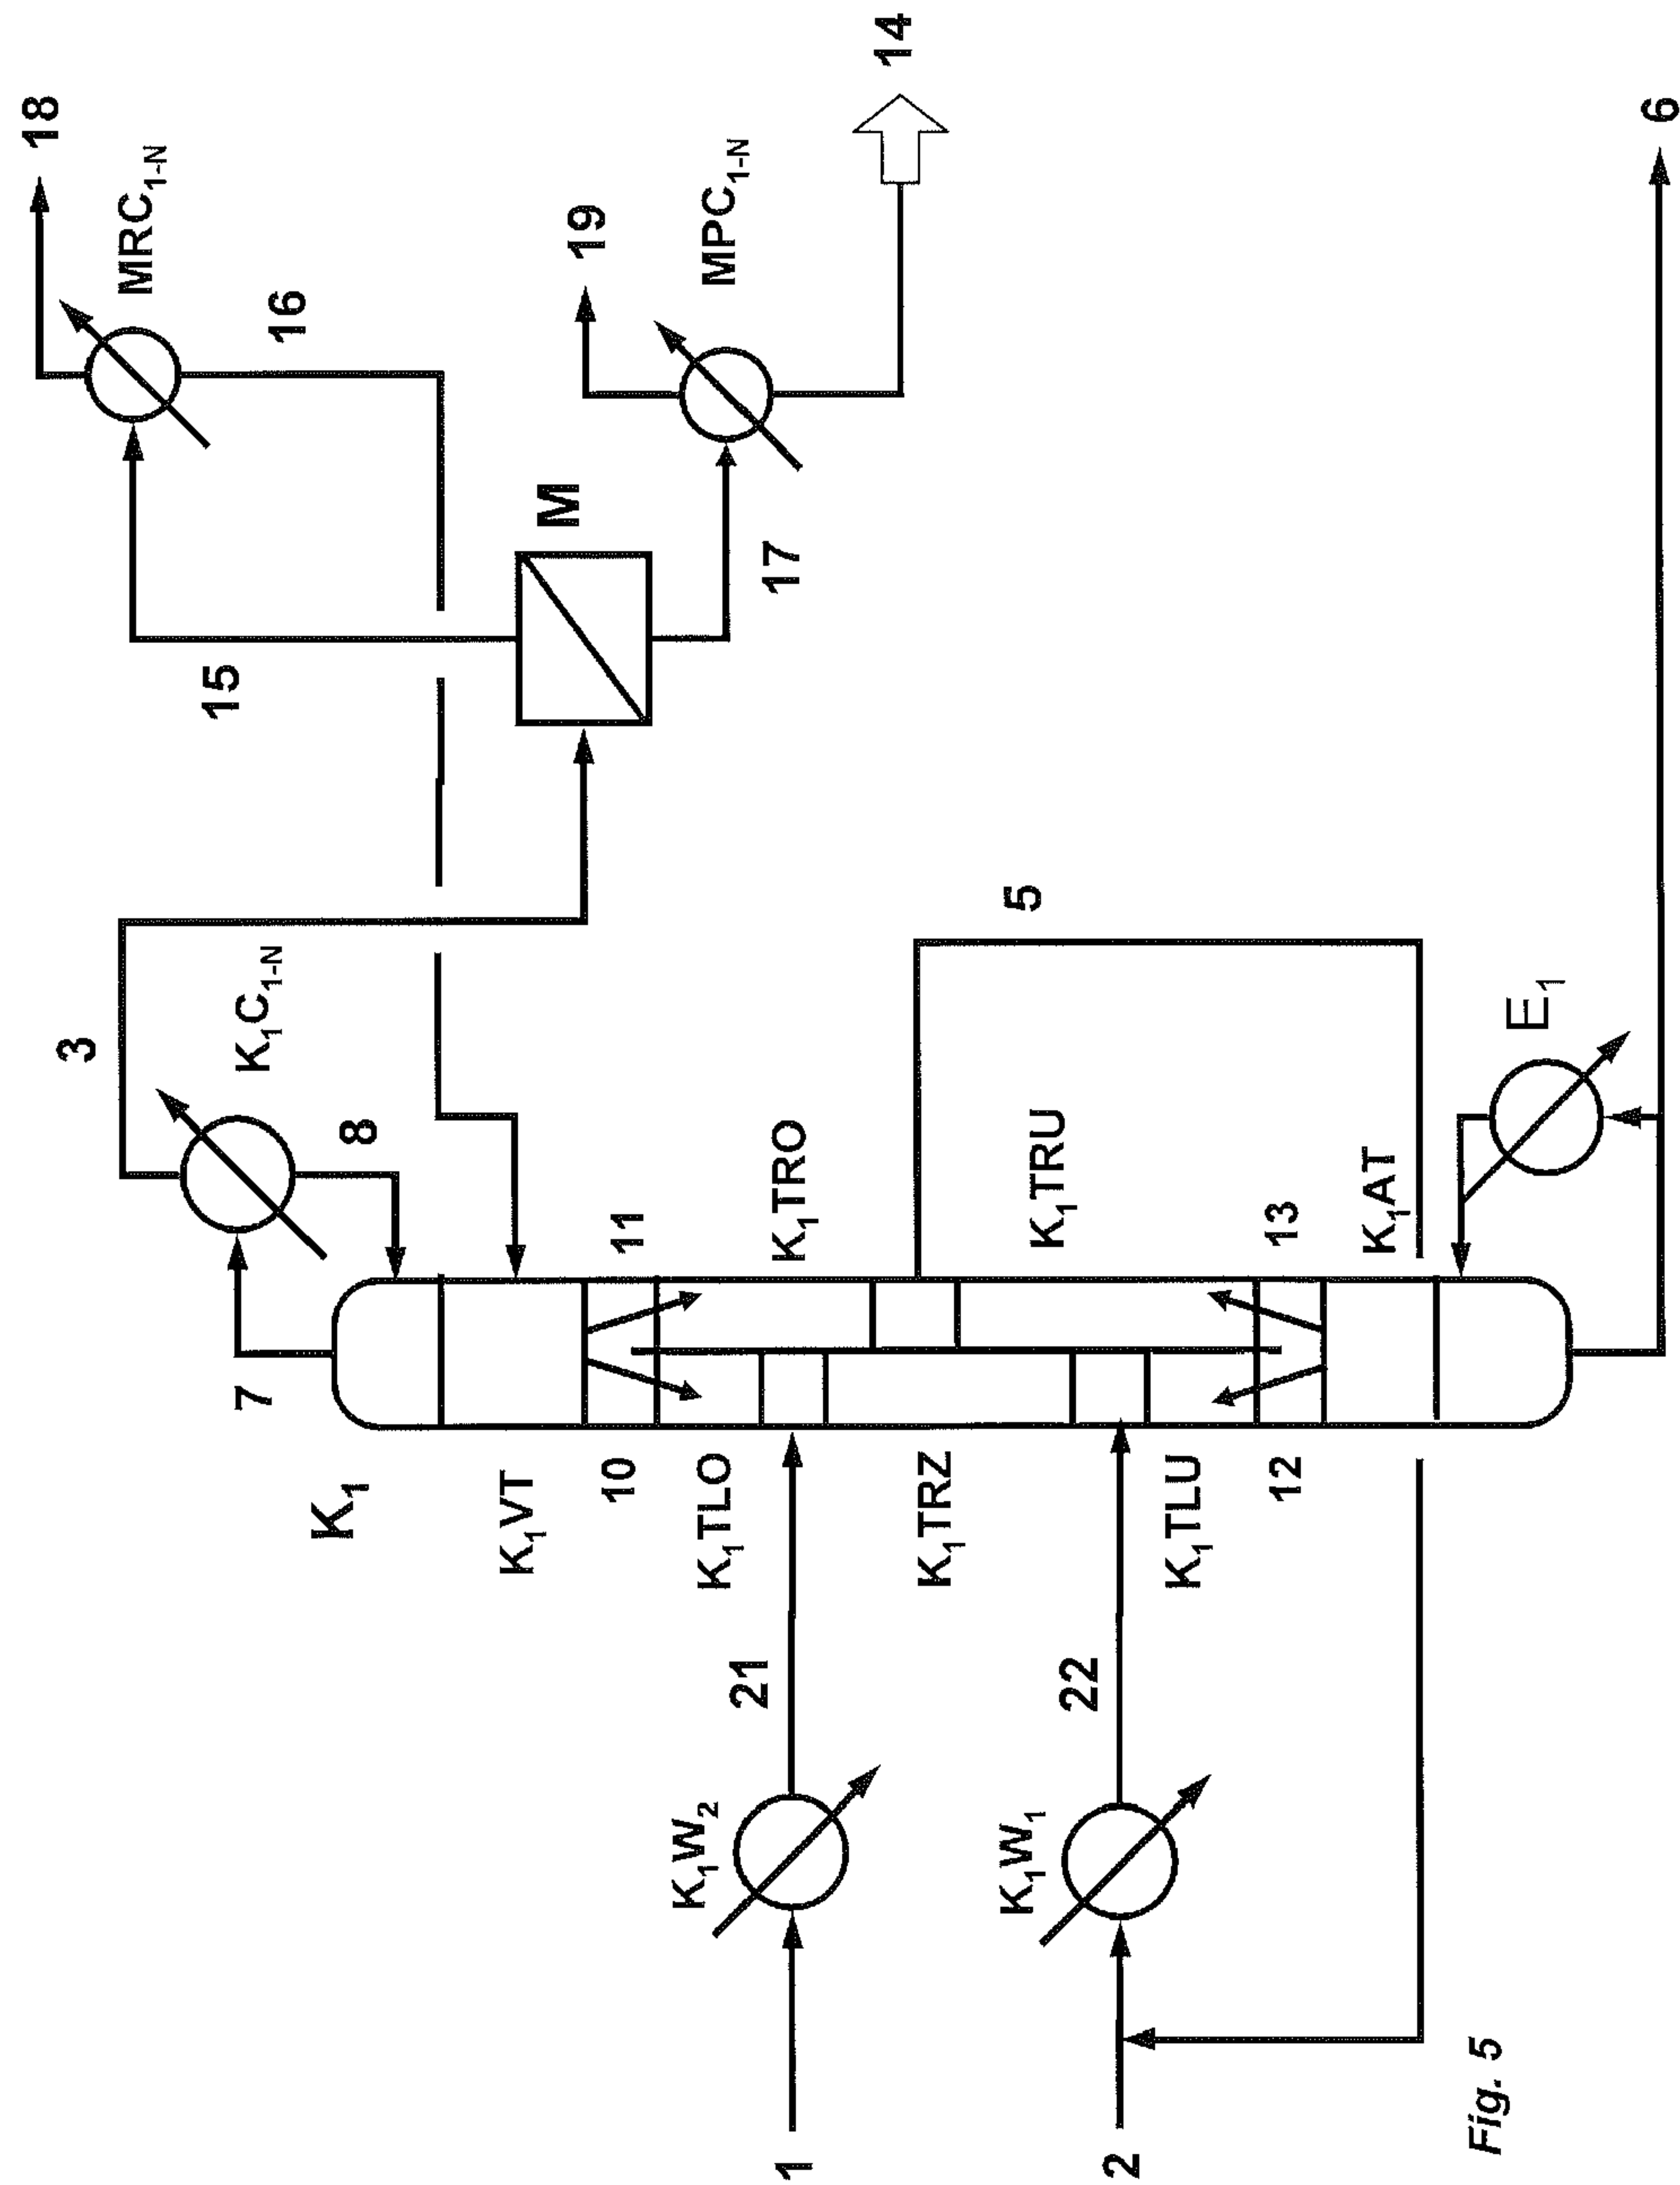 18
MRC1-N
16
15
19
MPC1-N
14
M
17
3
K1C1-N
8
7
K1
K1VT
11
10
K1TRO
K1TLO
5
K1TRZ
K1TRU
K1TLU
13
12
K1AT
E1
6
21
K1W2
1
22
K1W1
2
Fig. 5